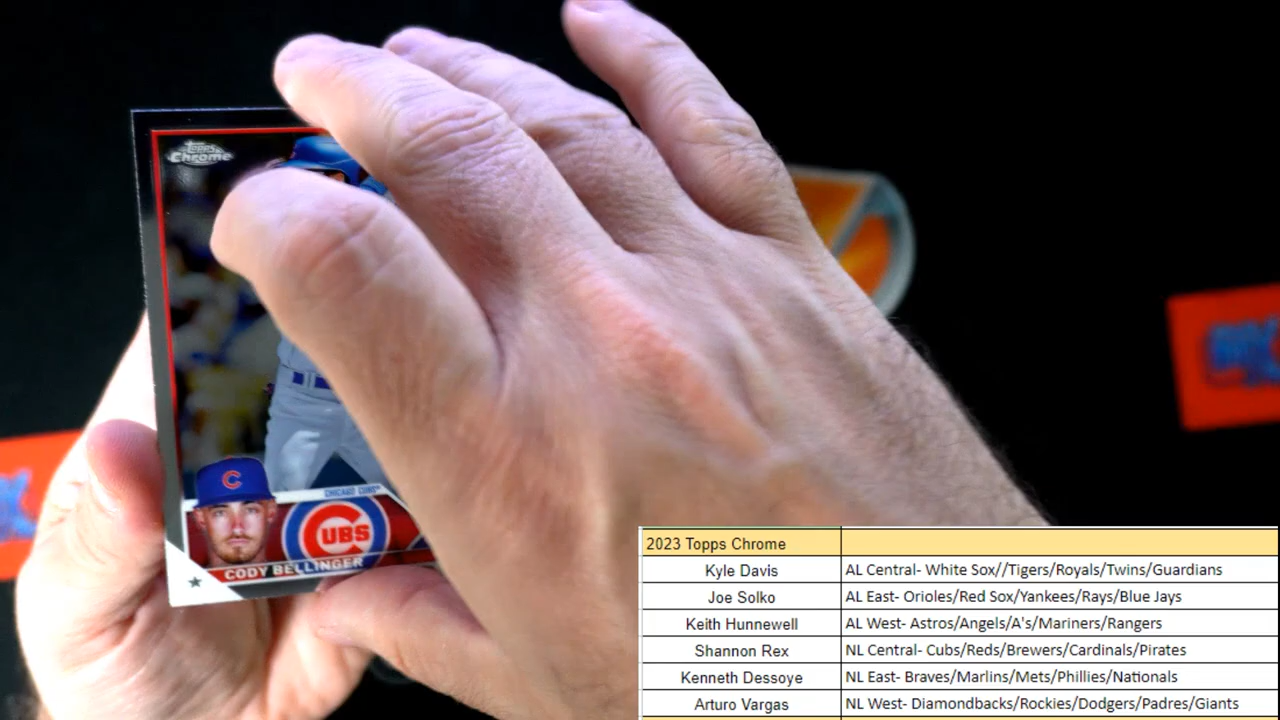 Topps
Chrome
C
CHICAGO CUBS
CUBS
CODY BELLINGER
2023 Topps Chrome
Kyle Davis AL Central- White Sox//Tigers/Royals/Twins/Guardians
Joe Solko AL East- Orioles/Red Sox/Yankees/Rays/Blue Jays
Keith Hunnewell AL West- Astros/Angels/A's/Mariners/Rangers
Shannon Rex NL Central- Cubs/Reds/Brewers/Cardinals/Pirates
Kenneth Dessoye NL East- Braves/Marlins/Mets/Phillies/Nationals
Arturo Vargas NL West- Diamondbacks/Rockies/Dodgers/Padres/Giants